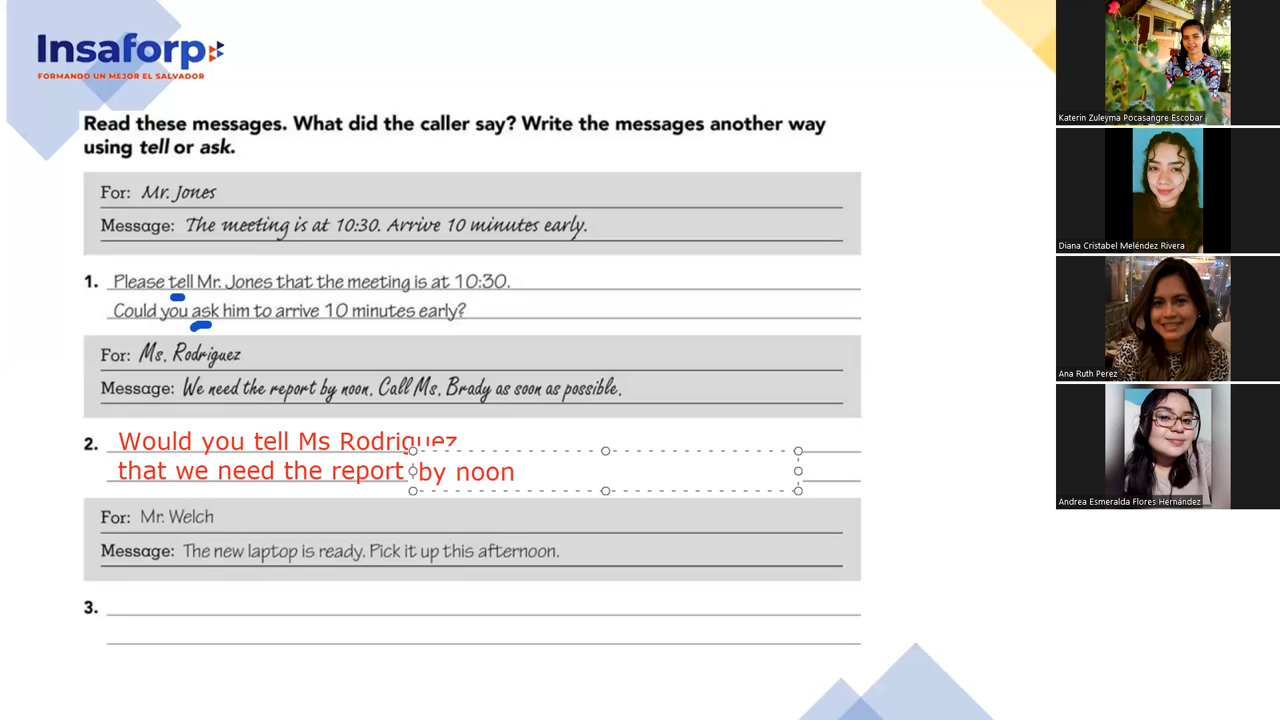 Insaforp
FORMANDO UN MEJOR EL SALVADOR
Read these messages. What did the caller say? Write the messages another way
using tell or ask.
For: Mr. Jones
Message: The meeting is at 10:30. Arrive 10 minutes early.
1. Please tell Mr. Jones that the meeting is at 10:30.
Could you ask him to arrive 10 minutes early?
For: Ms. Rodriguez
Message: We need the report by noon. Call Ms. Brady as soon as possible.
2. Would you tell Ms Rodriguez
that we need the report by noon
For: Mr. Welch
Message: The new laptop is ready. Pick it up this afternoon.
3.
Katerin Zuleyma Pocasangre Escobar
Diana Cristabel Meléndez Rivera
Ana Ruth Perez
Andrea Esmeralda Flores Hernández